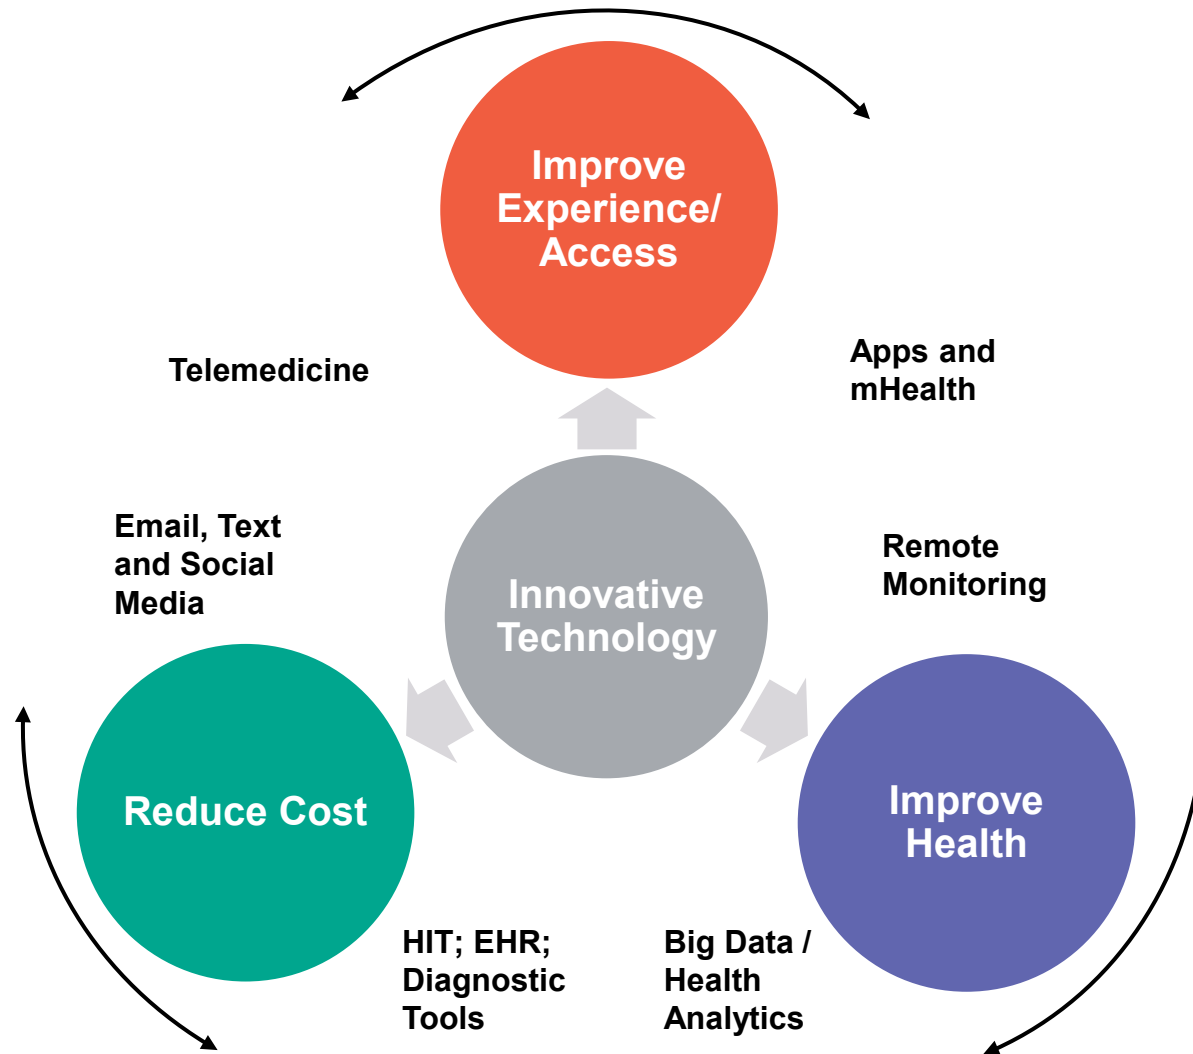 Improve
Experience/
Access
Telemedicine
Apps and
mHealth
Email, Text
and Social
Media
Innovative
Technology
Remote
Monitoring
Reduce Cost
Improve
Health
HIT; EHR;
Diagnostic
Tools
Big Data /
Health
Analytics